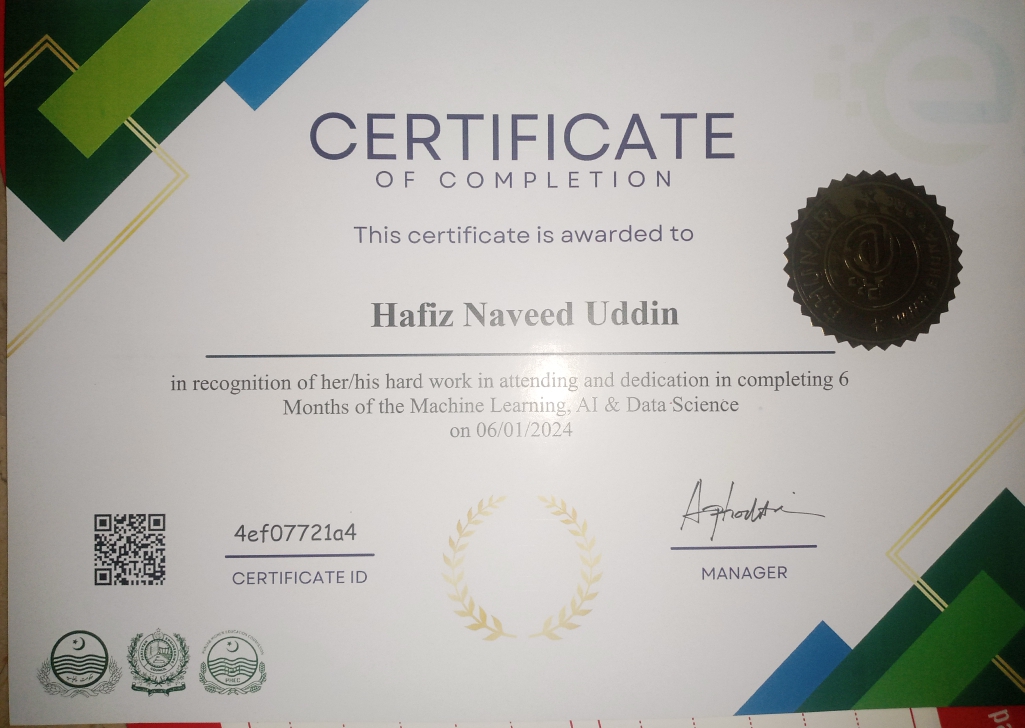 CERTIFICATE
OF COMPLETION
This certificate is awarded to
Hafiz Naveed Uddin
in recognition of her/his hard work in attending and dedication in completing 6
Months of the Machine Learning, AI & Data Science
on 06/01/2024
4ef07721a4
CERTIFICATE ID
MANAGER
PHEC